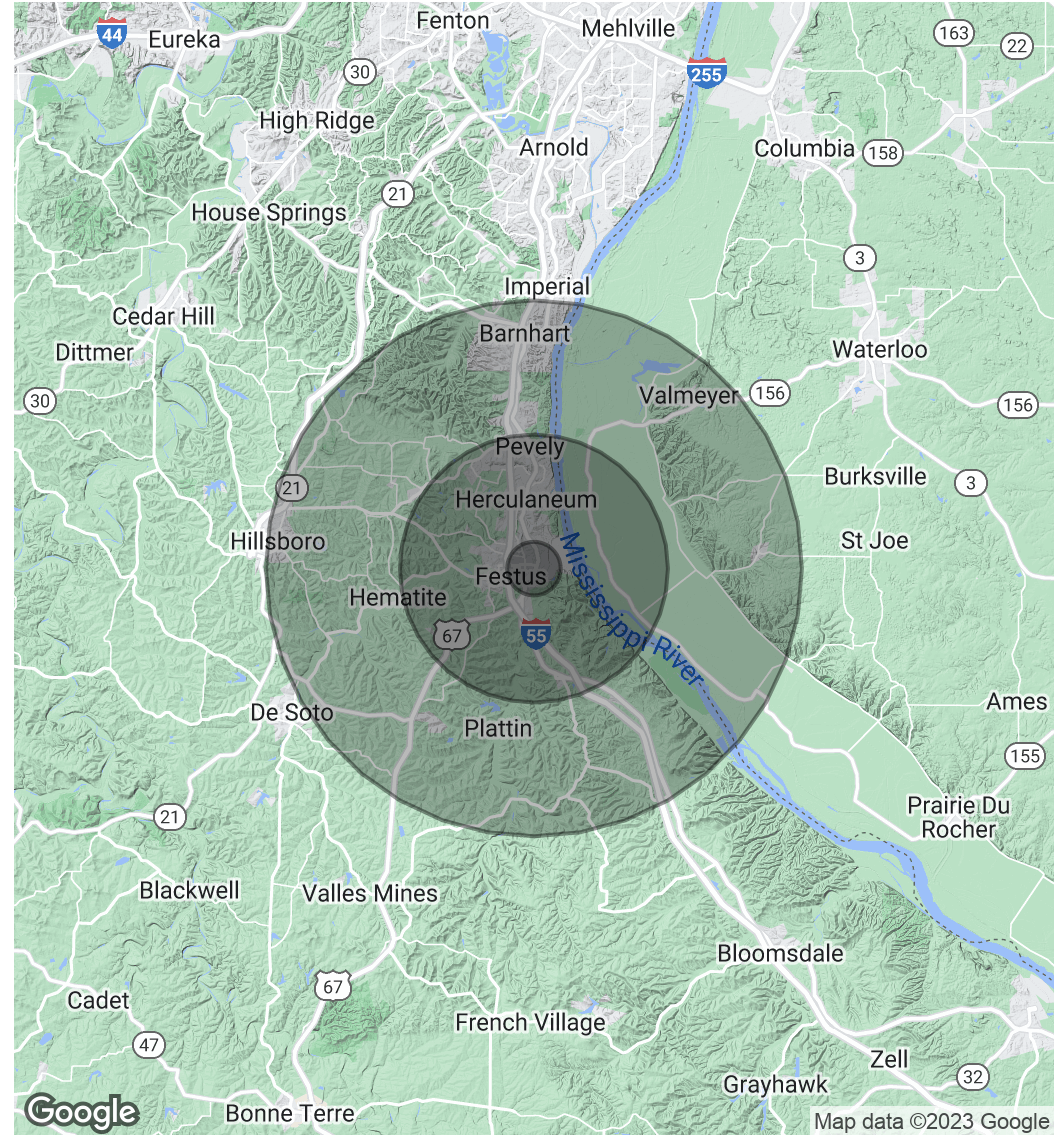 Fenton
Mehlville
163
44
Eureka
22
30
255
High Ridge
Arnold
Columbia
158
21
House Springs
3
Imperial
Cedar Hill
Barnhart
Dittmer
Waterloo
Valmeyer
156
30
156
Pevely
Burksville
21
3
Herculaneum
Hillsboro
St Joe
Mississippi River
Festus
Hematite
67
55
Ames
De Soto
Plattin
155
21
Prairie Du
Rocher
Blackwell
Valles Mines
Bloomsdale
67
Cadet
French Village
47
Zell
32
Grayhawk
Google
Bonne Terre
Map data ©2023 Google